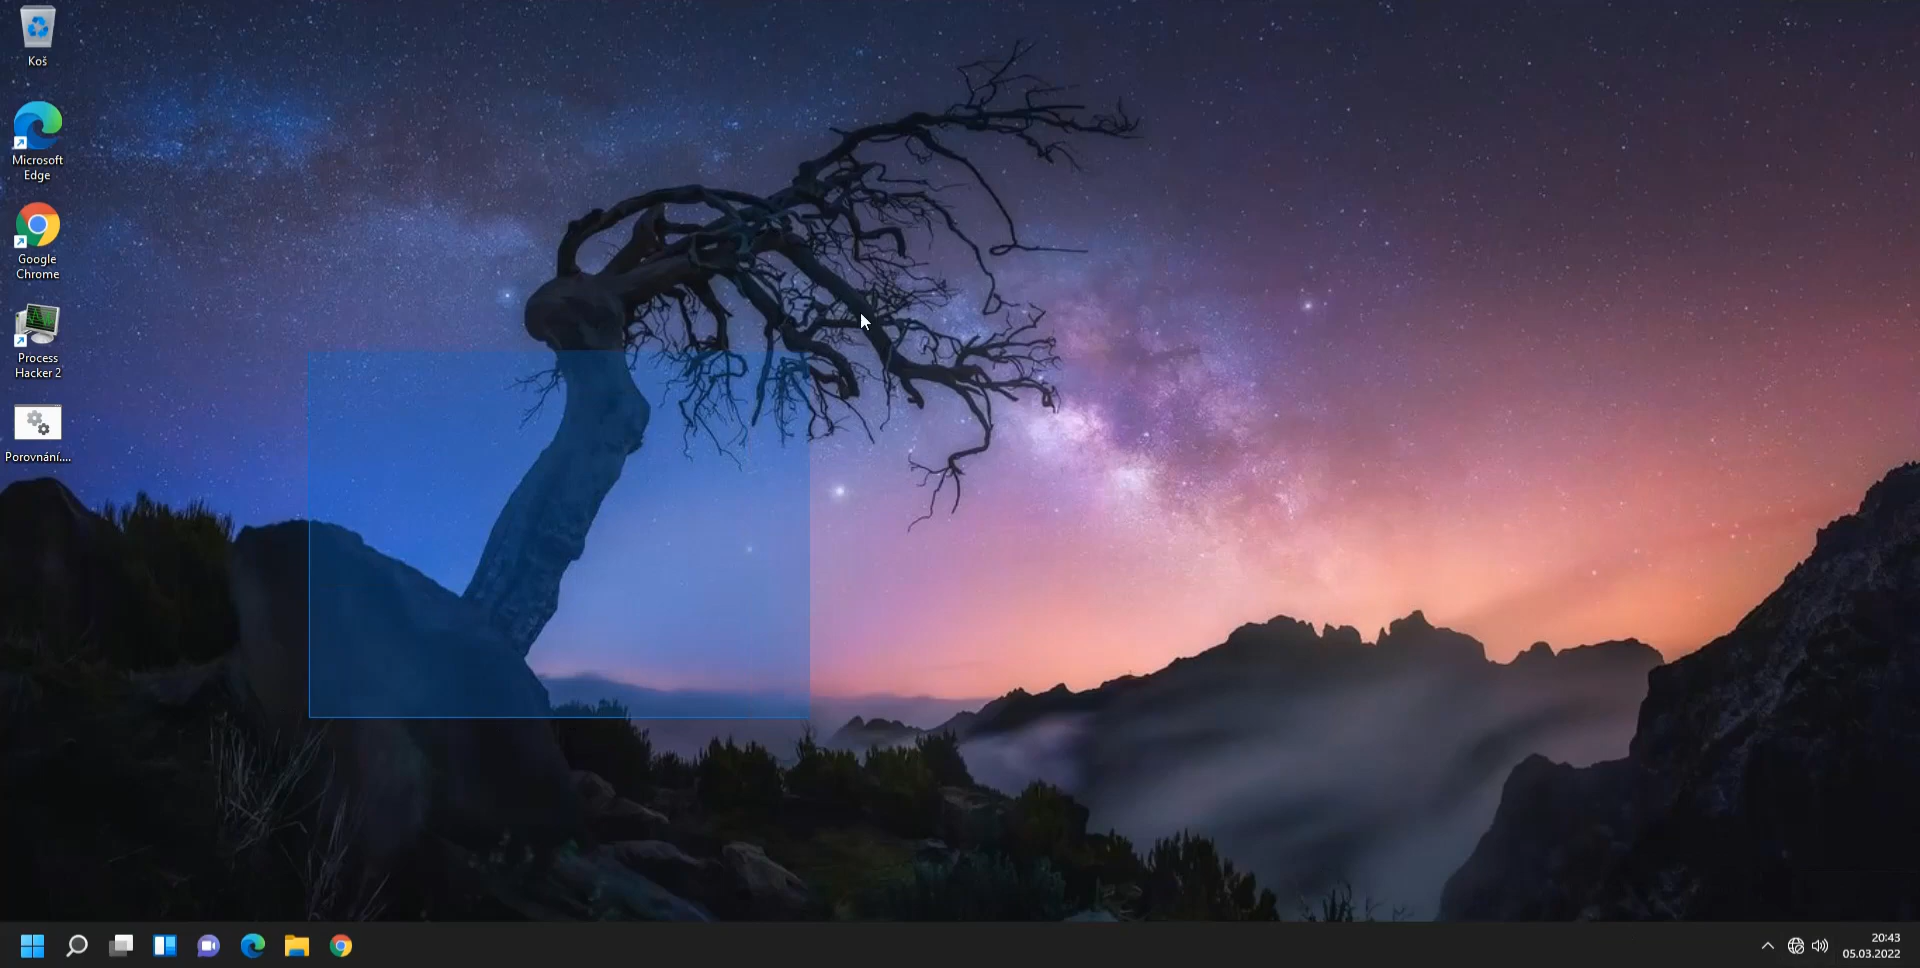 Koš
Microsoft
Edge
Google
Chrome
Process
Hacker 2
Porovnání....
20:43
05.03.2022